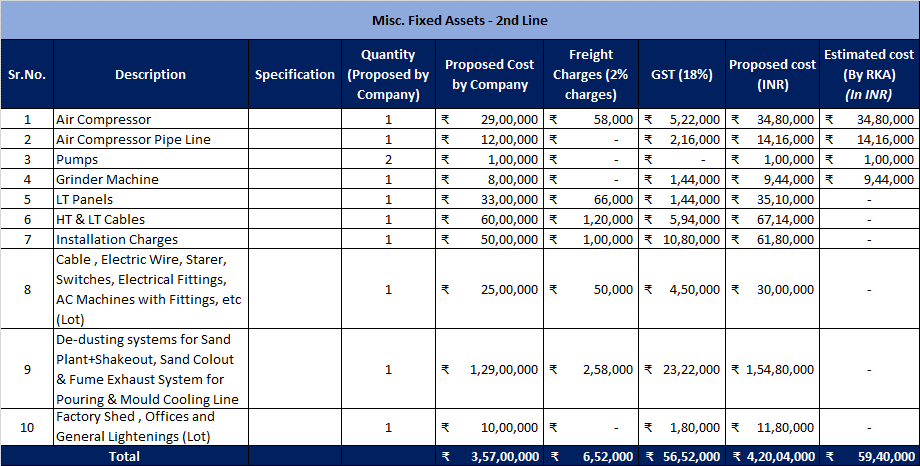 Misc. Fixed Assets - 2nd Line
Sr.No. Description Specification Quantity (Proposed by Company) Proposed Cost by Company Freight Charges (2% charges) GST (18%) Proposed cost (INR) Estimated cost (By RKA) (In INR)
1 Air Compressor 1 ₹ 29,00,000 ₹ 58,000 ₹ 5,22,000 ₹ 34,80,000 ₹ 34,80,000
2 Air Compressor Pipe Line 1 ₹ 12,00,000 ₹ - ₹ 2,16,000 ₹ 14,16,000 ₹ 14,16,000
3 Pumps 2 ₹ 1,00,000 ₹ - ₹ - ₹ 1,00,000 ₹ 1,00,000
4 Grinder Machine 1 ₹ 8,00,000 ₹ - ₹ 1,44,000 ₹ 9,44,000 ₹ 9,44,000
5 LT Panels 1 ₹ 33,00,000 ₹ 66,000 ₹ 1,44,000 ₹ 35,10,000 -
6 HT & LT Cables 1 ₹ 60,00,000 ₹ 1,20,000 ₹ 5,94,000 ₹ 67,14,000 -
7 Installation Charges 1 ₹ 50,00,000 ₹ 1,00,000 ₹ 10,80,000 ₹ 61,80,000 -
8 Cable , Electric Wire, Starer, Switches, Electrical Fittings, AC Machines with Fittings, etc (Lot) 1 ₹ 25,00,000 ₹ 50,000 ₹ 4,50,000 ₹ 30,00,000 -
9 De-dusting systems for Sand Plant+Shakeout, Sand Colout & Fume Exhaust System for Pouring & Mould Cooling Line 1 ₹ 1,29,00,000 ₹ 2,58,000 ₹ 23,22,000 ₹ 1,54,80,000 -
10 Factory Shed , Offices and General Lightenings (Lot) 1 ₹ 10,00,000 ₹ - ₹ 1,80,000 ₹ 11,80,000 -
Total ₹ 3,57,00,000 ₹ 6,52,000 ₹ 56,52,000 ₹ 4,20,04,000 ₹ 59,40,000